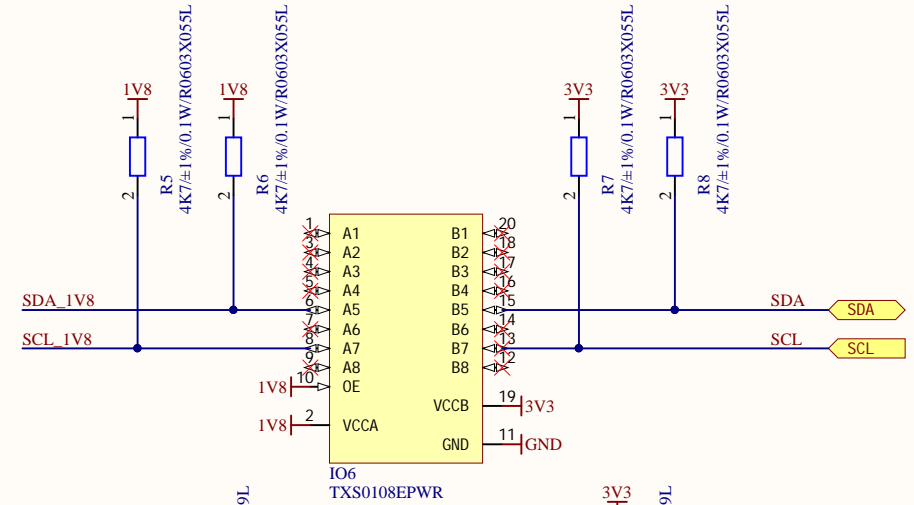 1V8
1
2
R5
4K7/±1%/0.1W/R0603X055L
1V8
1
2
R6
4K7/±1%/0.1W/R0603X055L
3V3
1
2
R7
4K7/±1%/0.1W/R0603X055L
3V3
1
2
R8
4K7/±1%/0.1W/R0603X055L
1 A1 B1 20
3 A2 B2 18
4 A3 B3 17
5 A4 B4 16
SDA_1V8 6 A5 B5 15 SDA SDA
7 A6 B6 14
SCL_1V8 8 A7 B7 13 SCL SCL
9 A8 B8 12
1V8 10 OE
VCCB 19 3V3
1V8 2 VCCA
GND 11 GND
IO6
TXS0108EPWR
9L
3V3
9L